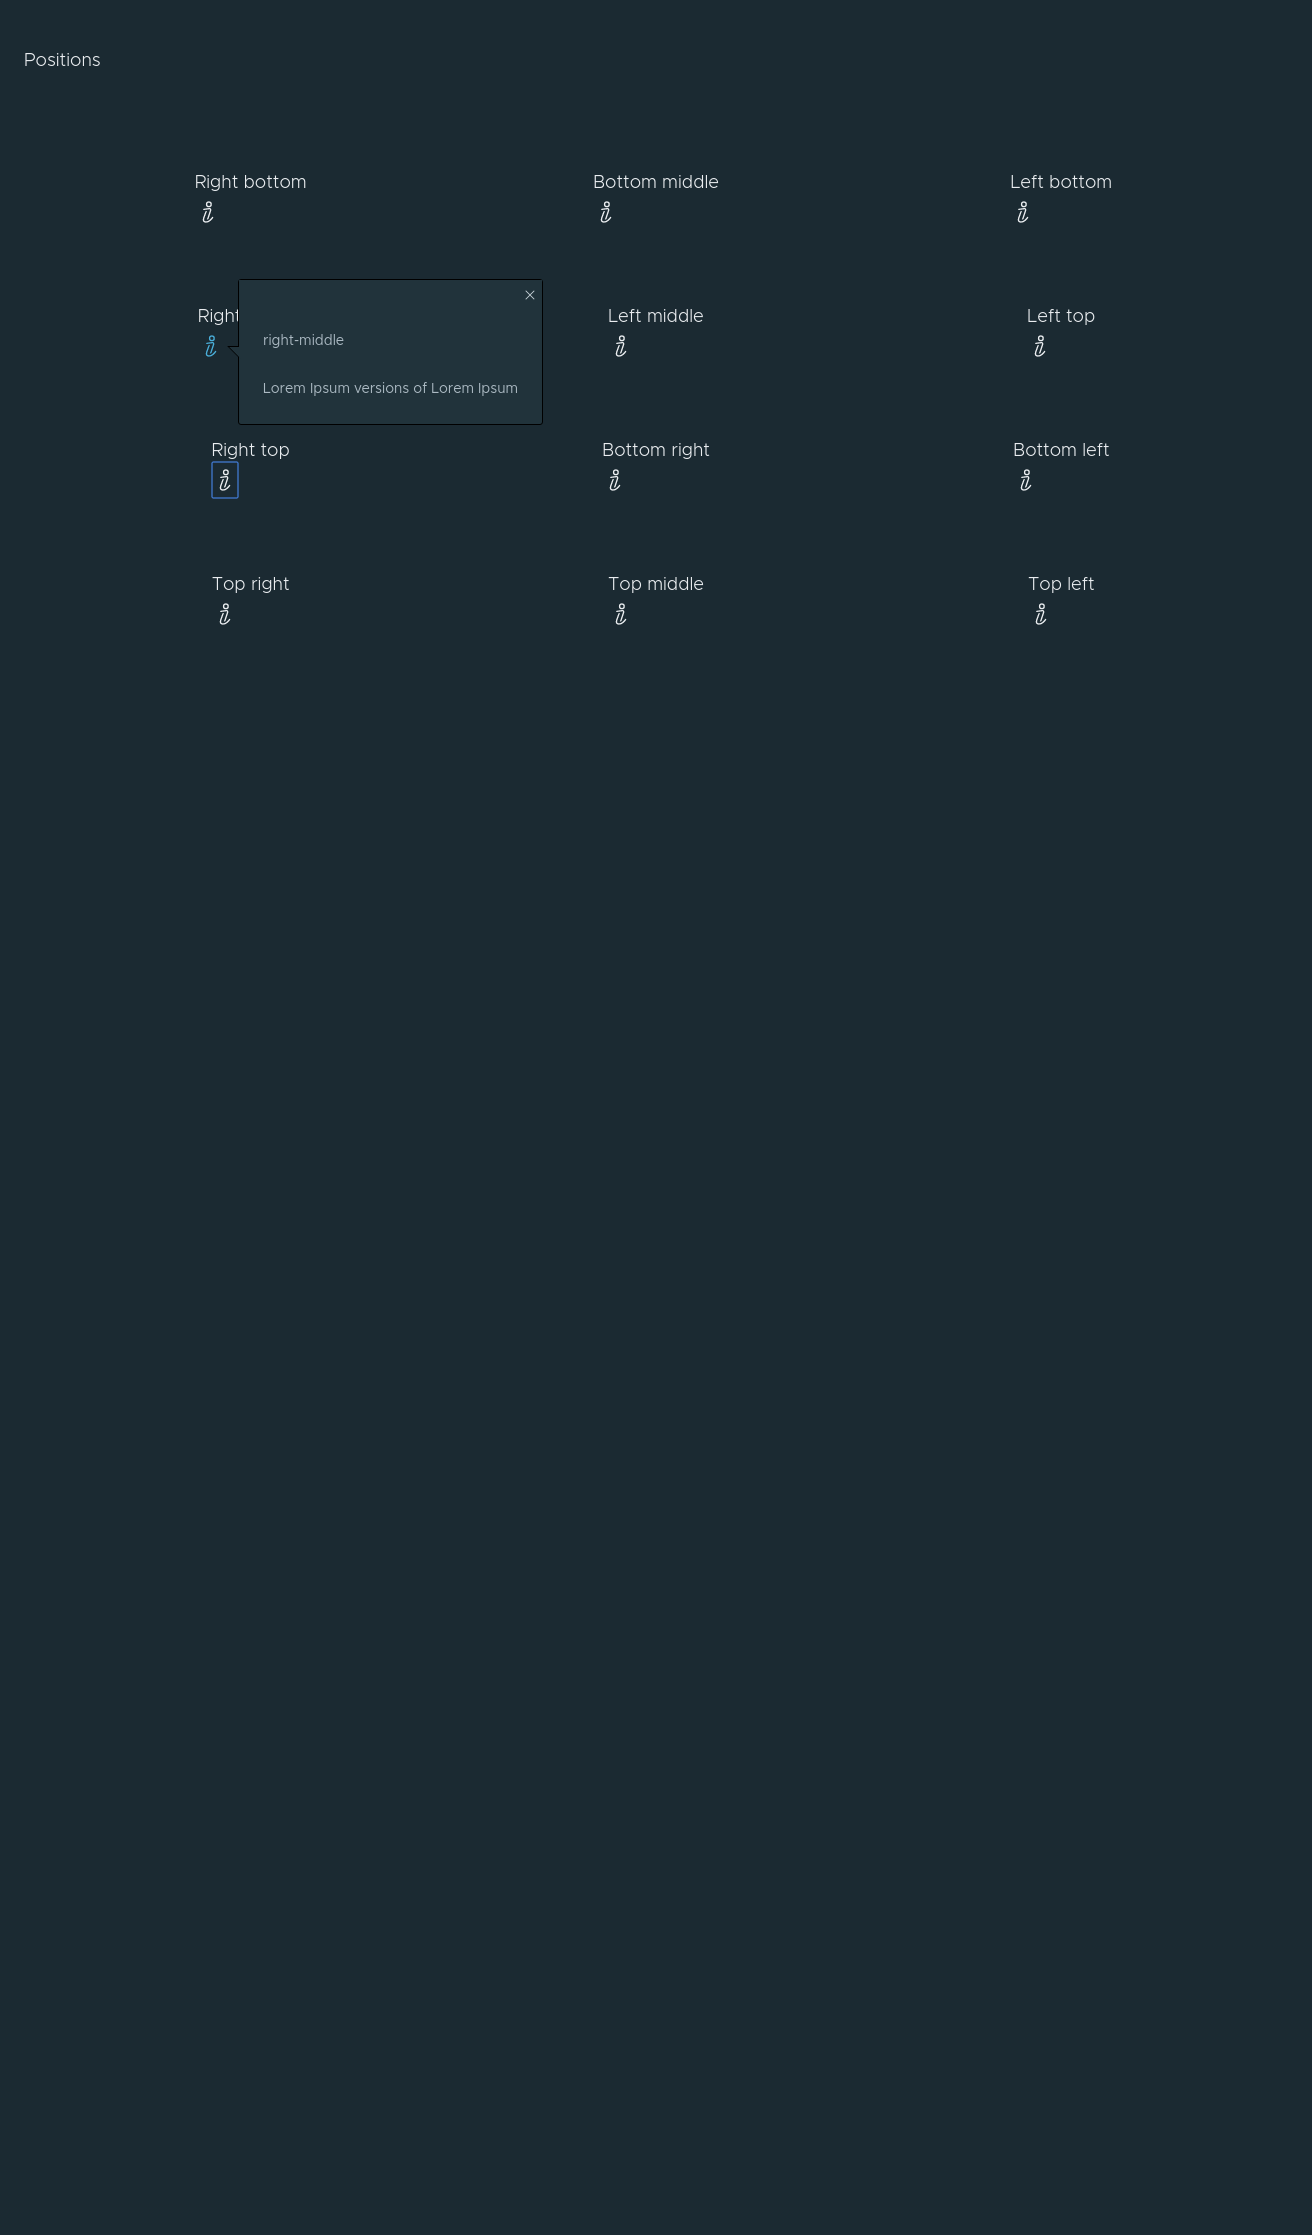 Positions
Right bottom
Bottom middle
Left bottom
Right
Left middle
Left top
right-middle
Lorem Ipsum versions of Lorem Ipsum
Right top
Bottom right
Bottom left
Top right
Top middle
Top left